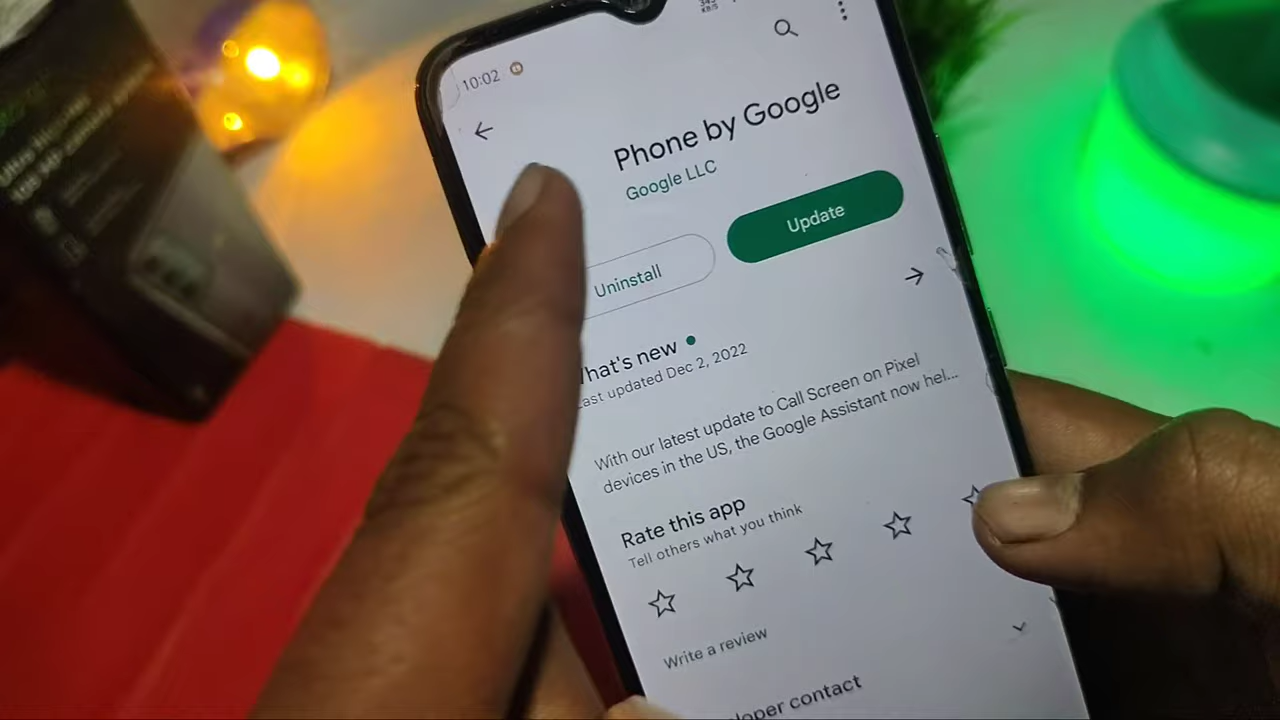 10:02
Phone by Google
Google LLC
Uninstall
Update
hat's new
Last updated Dec 2, 2022
With our latest update to Call Screen on Pixel
devices in the US, the Google Assistant now hel...
Rate this app
Tell others what you think
Write a review
loper contact